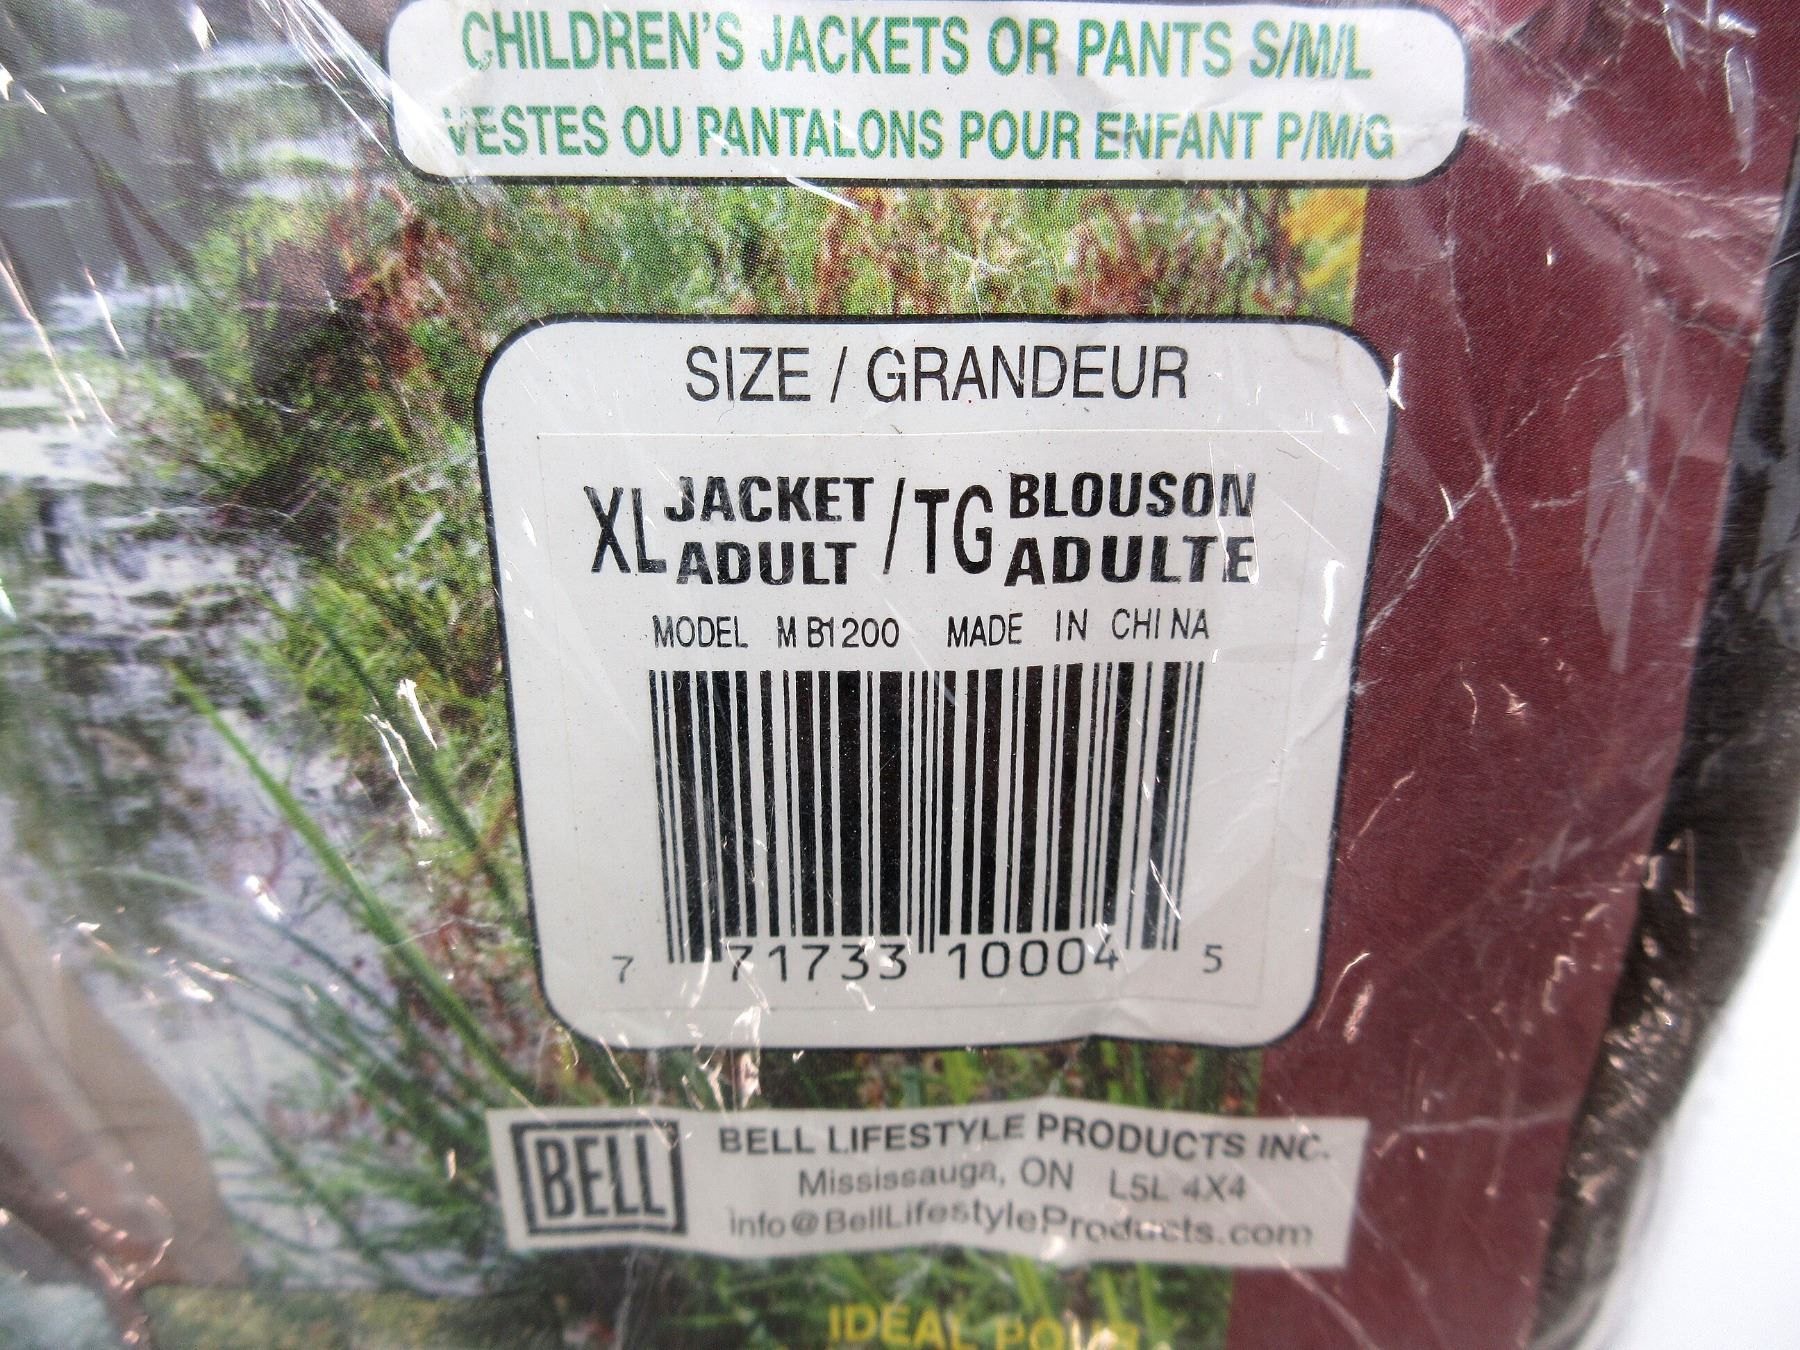 CHILDREN'S JACKETS OR PANTS S/M/L
VESTES OU PANTALONS POUR ENFANT P/M/G
SIZE / GRANDEUR
XL JACKET ADULT / TG BLOUSON ADULTE
MODEL MB1200 MADE IN CHINA
7 71733 10004 5
BELL
BELL LIFESTYLE PRODUCTS INC.
Mississauga, ON L5L 4X4
info@BellLifestyleProducts.com
IDEAL POUR